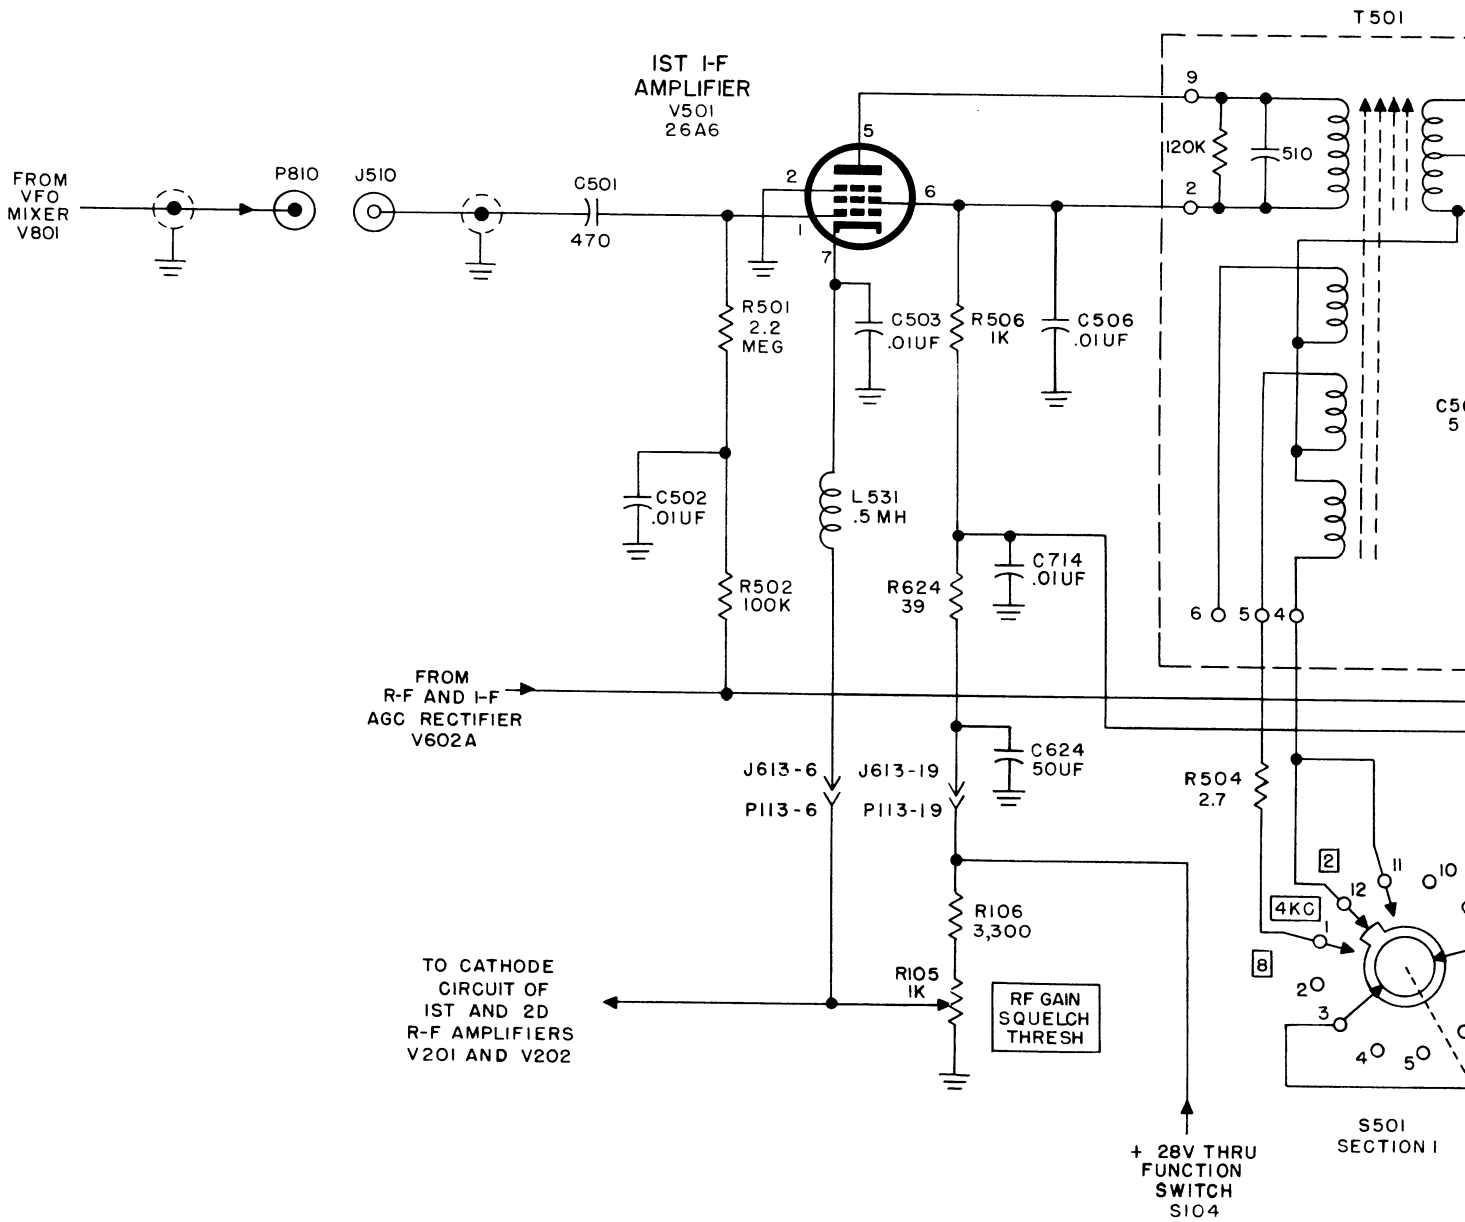 T501
IST I-F
AMPLIFIER
V501
26A6
FROM
VFO
MIXER
V801
P810
J510
C501
470
2
1
7
5
6
9
2
120K
510
R501
2.2
MEG
C503
.01UF
R506
1K
C506
.01UF
C502
.01UF
L531
.5MH
R502
100K
R624
39
C714
.01UF
6
5
4
FROM
R-F AND I-F
AGC RECTIFIER
V602A
C624
50UF
J613-6
J613-19
P113-6
P113-19
R504
2.7
R106
3,300
R105
1K
RF GAIN
SQUELCH
THRESH
TO CATHODE
CIRCUIT OF
IST AND 2D
R-F AMPLIFIERS
V201 AND V202
2
4KC
8
12
11
10
1
2
3
4
5
S501
SECTION I
+ 28V THRU
FUNCTION
SWITCH
S104